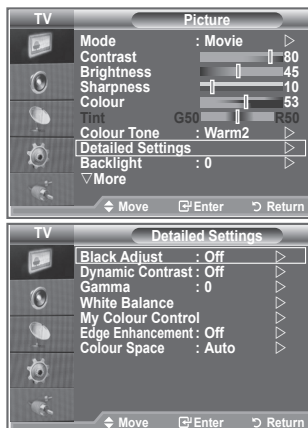 TV Picture
Mode : Movie
Contrast 80
Brightness 45
Sharpness 10
Colour 53
Tint G50 R50
Colour Tone : Warm2
Detailed Settings
Backlight : 0
▽More
Move Enter Return
TV Detailed Settings
Black Adjust : Off
Dynamic Contrast : Off
Gamma : 0
White Balance
My Colour Control
Edge Enhancement : Off
Colour Space : Auto
Move Enter Return